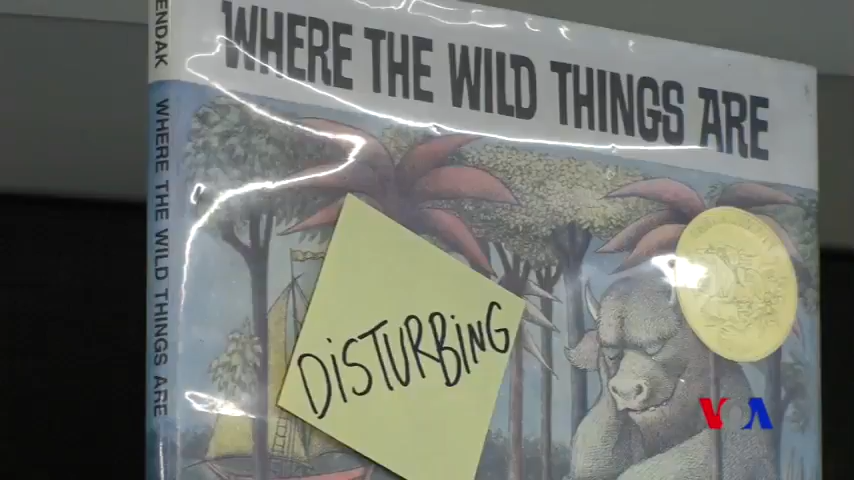 ENDAK WHERE THE WILD THINGS ARE
WHERE THE WILD THINGS ARE
DISTURBING
VOA